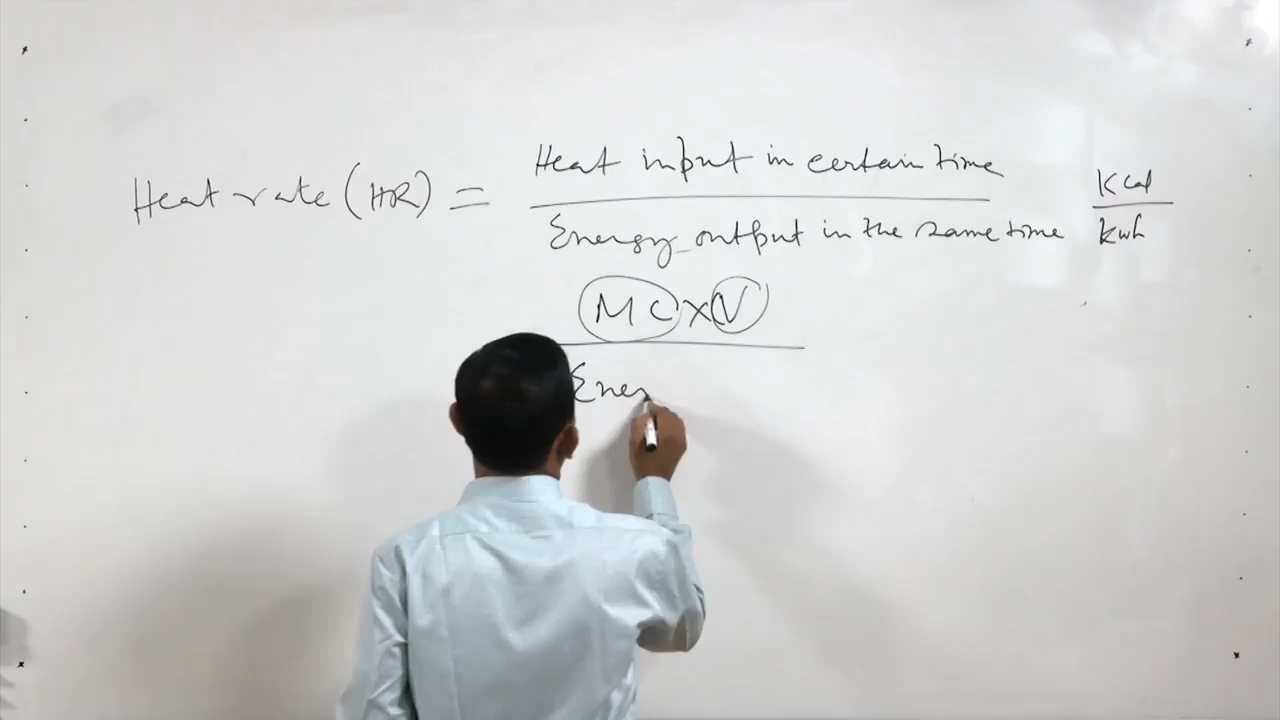 Heat input in certain time
Heat rate (HR) =
Kcal
Energy output in the same time
kwh
MC X V
Ener